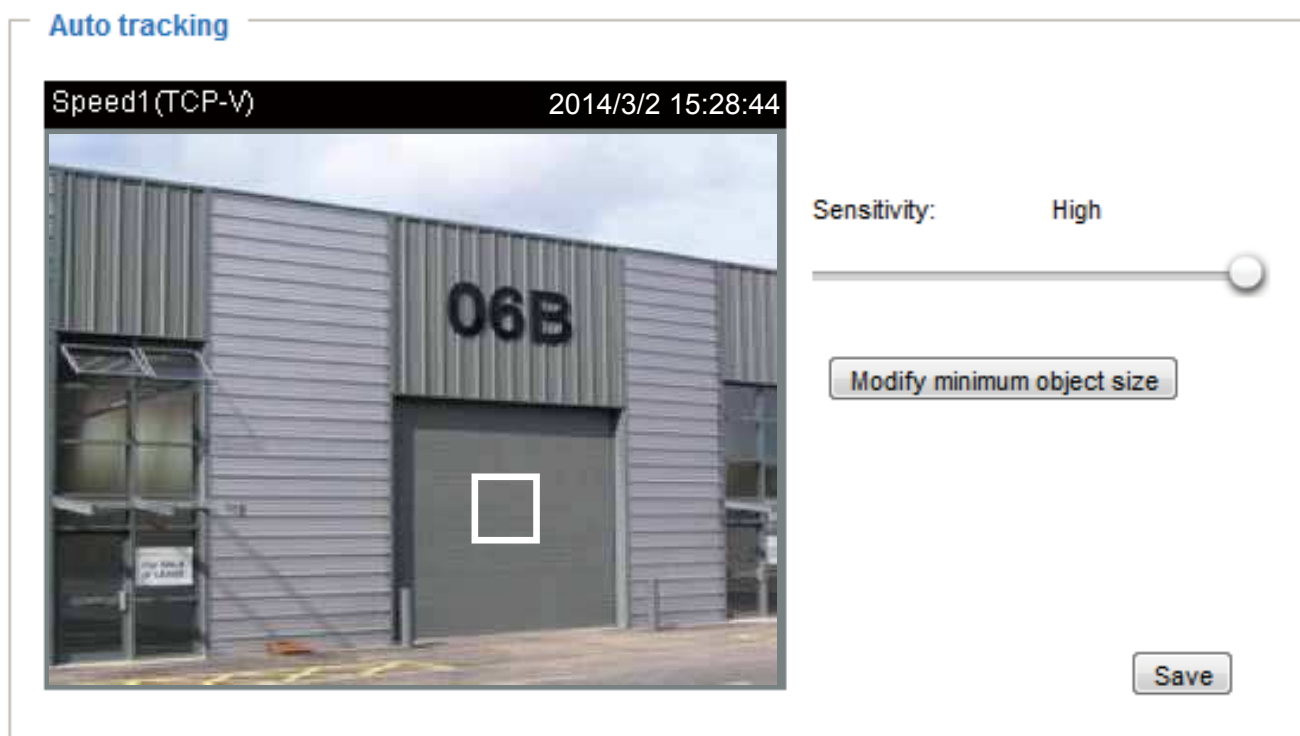 Auto tracking
Speed1(TCP-V) 2014/3/2 15:28:44
Sensitivity: High
06B
Modify minimum object size
Save